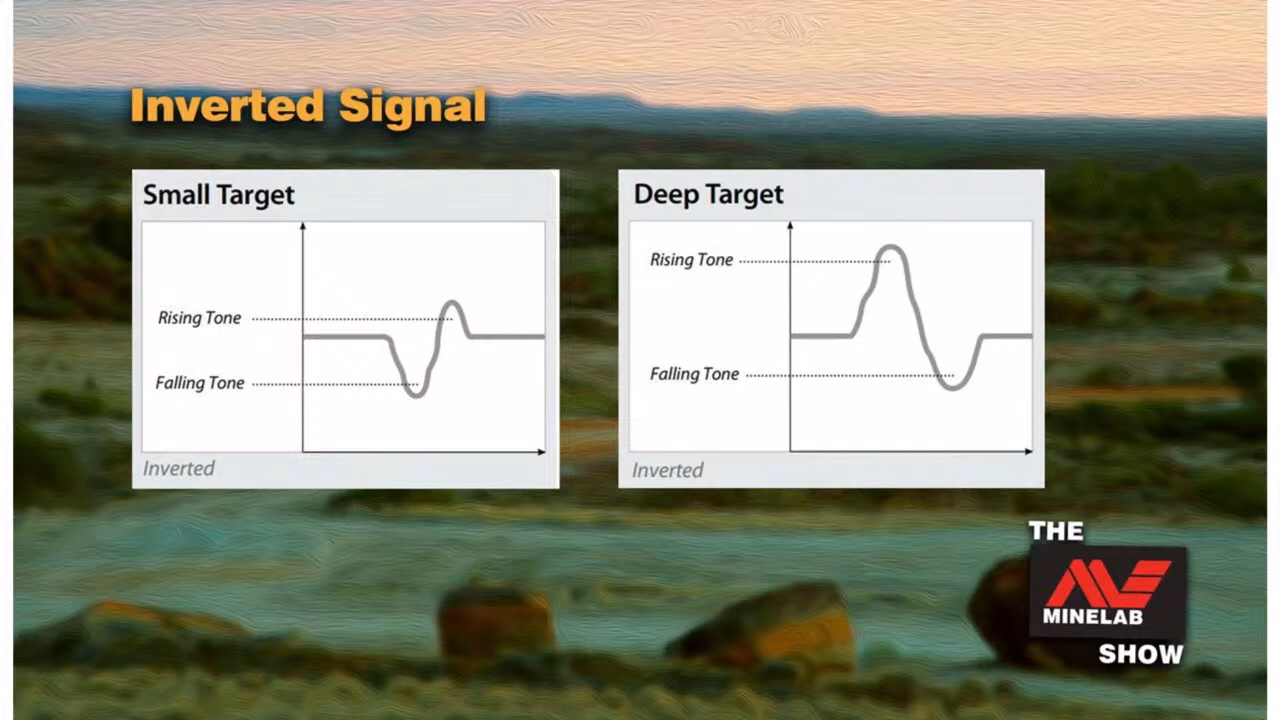 Inverted Signal
Small Target
Rising Tone
Falling Tone
Inverted
Deep Target
Rising Tone
Falling Tone
Inverted
THE
MINELAB
SHOW